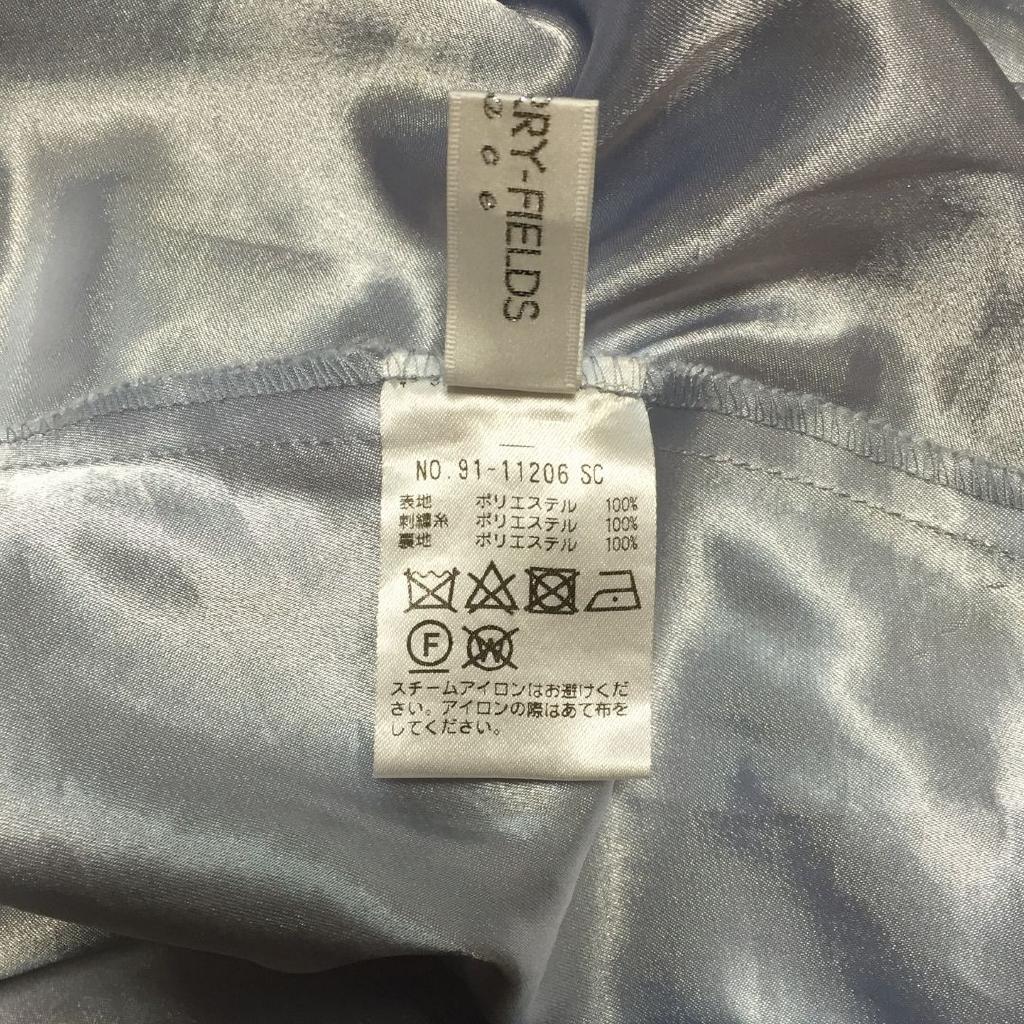 RY-FIELDS
NO.91-11206 SC
表地 ポリエステル 100%
刺繍糸 ポリエステル 100%
裏地 ポリエステル 100%
F W
スチームアイロンはお避けくだ
さい。アイロンの際はあて布を
してください。